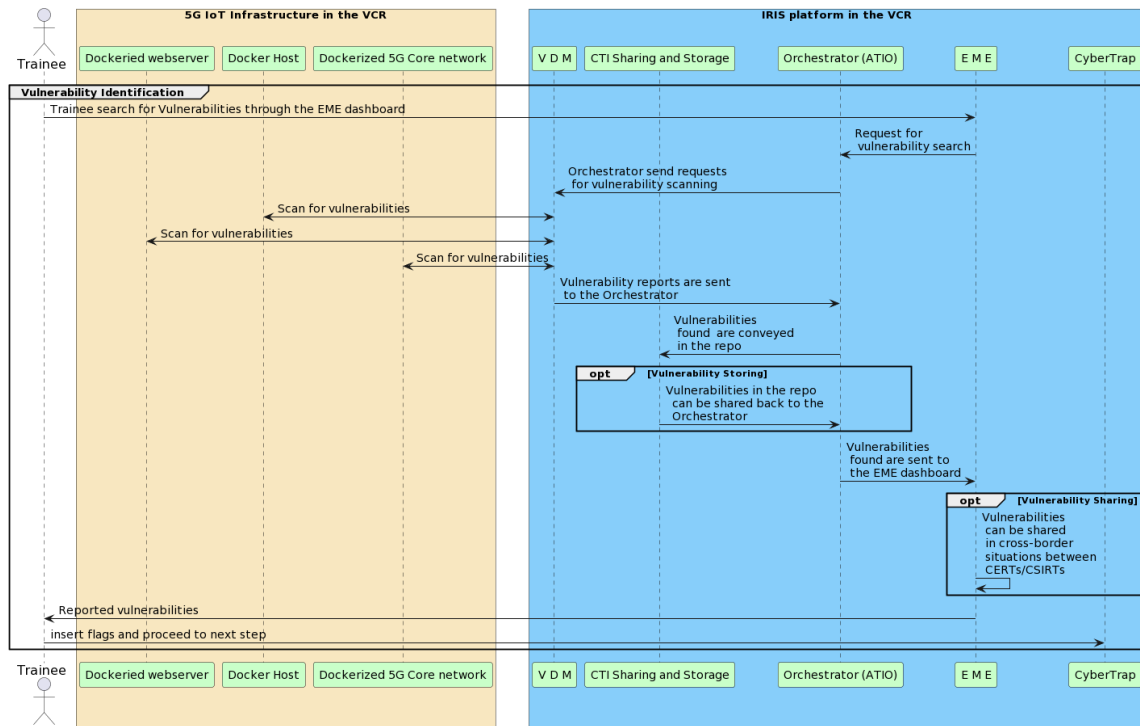 5G IoT Infrastructure in the VCR
IRIS platform in the VCR
Trainee
Dockeried webserver
Docker Host
Dockerized 5G Core network
V D M
CTI Sharing and Storage
Orchestrator (ATIO)
E M E
CyberTrap
Vulnerability Identification
Trainee search for Vulnerabilities through the EME dashboard
Request for
vulnerability search
Orchestrator send requests
for vulnerability scanning
Scan for vulnerabilities
Scan for vulnerabilities
Scan for vulnerabilities
Vulnerability reports are sent
to the Orchestrator
Vulnerabilities
found are conveyed
in the repo
opt
[Vulnerability Storing]
Vulnerabilities in the repo
can be shared back to the
Orchestrator
Vulnerabilities
found are sent to
the EME dashboard
opt
[Vulnerability Sharing]
Vulnerabilities
can be shared
in cross-border
situations between
CERTs/CSIRTs
Reported vulnerabilities
insert flags and proceed to next step
Trainee
Dockeried webserver
Docker Host
Dockerized 5G Core network
V D M
CTI Sharing and Storage
Orchestrator (ATIO)
E M E
CyberTrap